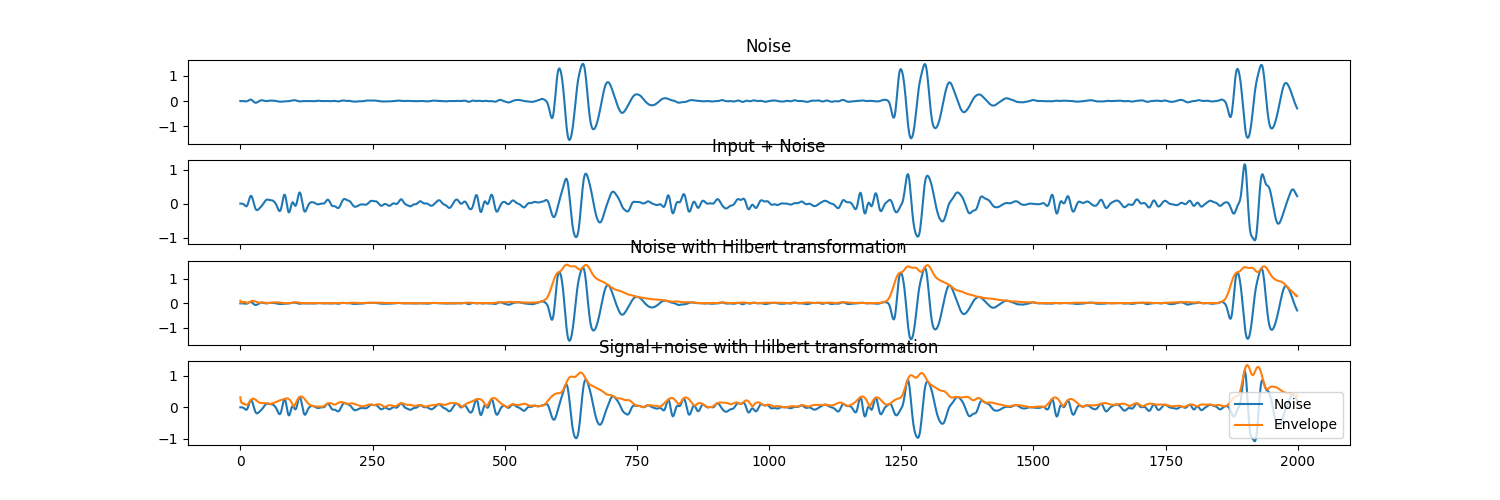 Noise
1
0
−1
Input + Noise
1
0
−1
Noise with Hilbert transformation
1
0
−1
Signal+noise with Hilbert transformation
1
0
−1
Noise
Envelope
0 250 500 750 1000 1250 1500 1750 2000